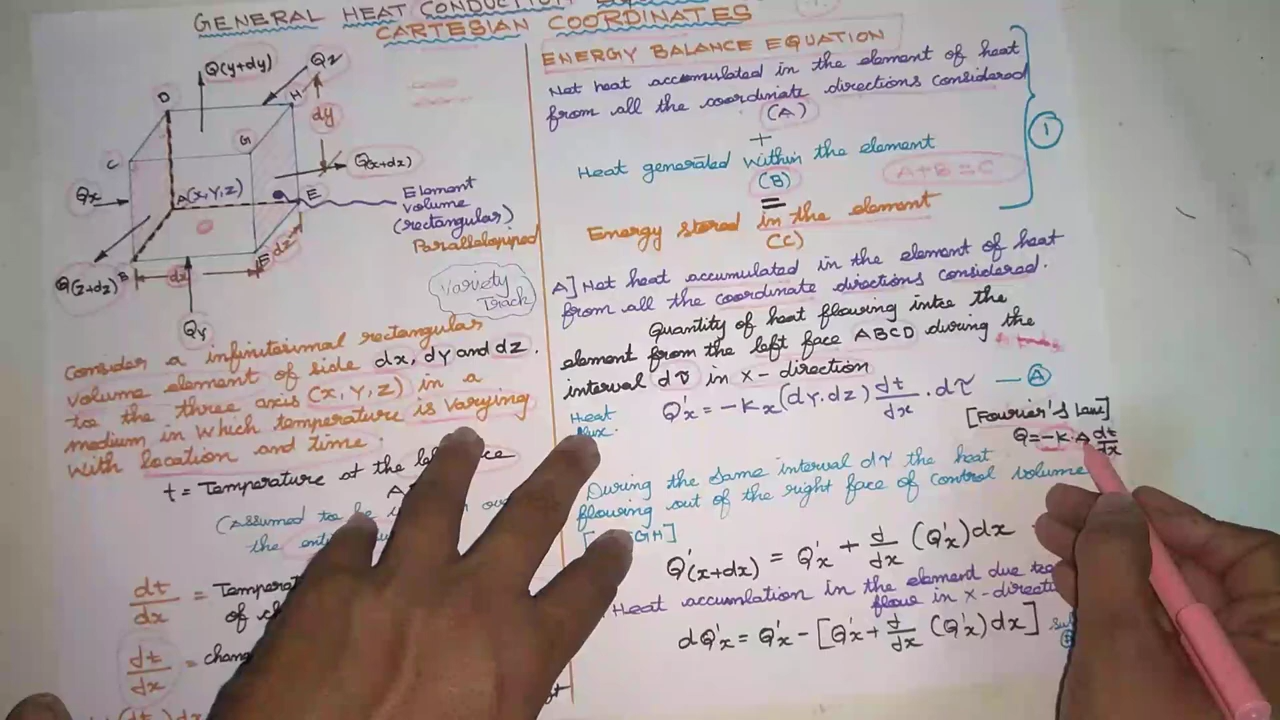 GENERAL HEAT CONDUCTION
CARTESIAN COORDINATES
Q(y+dy)
Qz
D
H
dy
G
C
Q(x+dx)
Qx
A(X,Y,Z)
E
Element
volume
(rectangular)
Parallelopiped
dz
F
B
dx
Q(z+dz)
Qy
Variety
Track
Consider a infinitesimal rectangular
volume element of side dx, dy and dz.
to the three axis (X,Y,Z) in a
medium in which temperature is varying
with location and time.
t = Temperature at the left
(Assumed to be
the
dt/dx =
of
dt/dx =
ENERGY BALANCE EQUATION
Net heat accumulated in the element of heat
from all the coordinate directions considered
(A)
+
Heat generated within the element
(B)
A+B=C
=
Energy stored in the element
(C)
1
A] Net heat accumulated in the element of heat
from all the coordinate directions considered.
Quantity of heat flowing into the
element from the left face ABCD during the
interval dτ in X-direction
Heat
flux.
Q'x = -Kx (dy.dz) dt/dx . dτ — A
[Fourier's law]
Q = -K.A dt/dx
During the same interval dτ the heat
flowing out of the right face of control volume
GH]
Q'(x+dx) = Q'x + d/dx (Q'x)dx
Heat accumlation in the element due to
flow in X-direction
dQ'x = Q'x - [Q'x + d/dx (Q'x)dx]